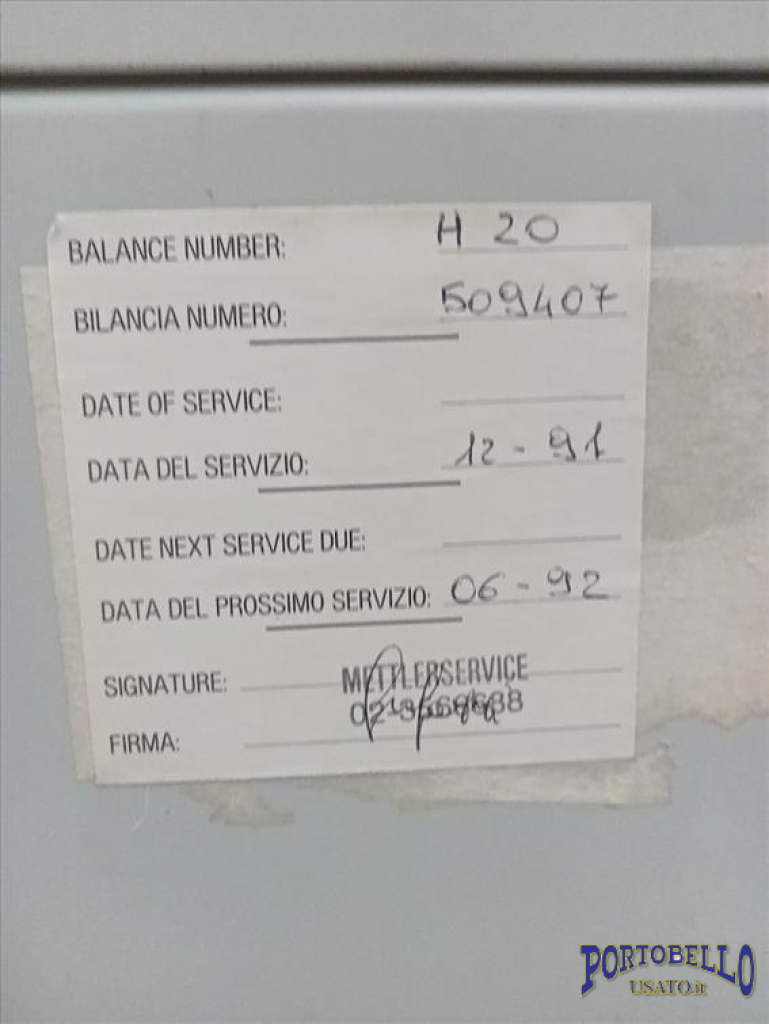 BALANCE NUMBER: H 20
BILANCIA NUMERO: 509407
DATE OF SERVICE:
DATA DEL SERVIZIO: 12 - 91
DATE NEXT SERVICE DUE:
DATA DEL PROSSIMO SERVIZIO: 06 - 92
SIGNATURE: METTLERSERVICE
FIRMA:
PORTOBELLO
USATO.it